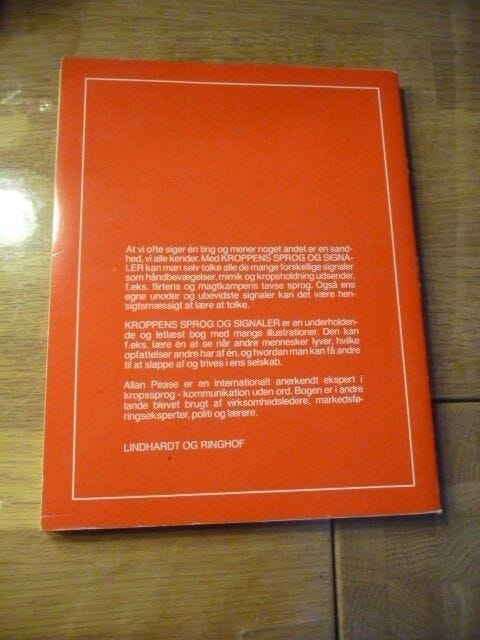 At vi ofte siger én ting og mener noget andet er en sand-
hed, vi alle kender. Med KROPPENS SPROG OG SIGNA-
LER kan man selv tolke alle de mange forskellige signaler
som håndbevægelser, mimik og kropsholdning udsender,
f.eks. flirtens og magtkampens tavse sprog. Også ens
egne unoder og ubevidste signaler kan det være hen-
sigtsmæssigt at lære at tolke.
KROPPENS SPROG OG SIGNALER er en underholden-
de og letlæst bog med mange illustrationer. Den kan
f.eks. lære én at se når andre mennesker lyver, hvilke
opfattelser andre har af én, og hvordan man kan få andre
til at slappe af og trives i ens selskab.
Allan Pease er en internationalt anerkendt ekspert i
kropssprog - kommunikation uden ord. Bogen er i andre
lande blevet brugt af virksomhedsledere, markedsfø-
ringseksperter, politi og lærere.
LINDHARDT OG RINGHOF